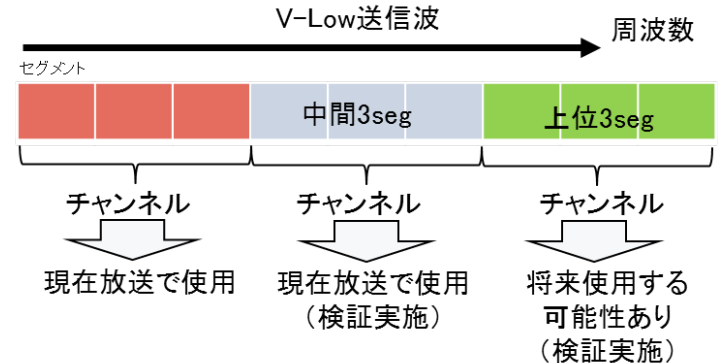 V-Low送信波
周波数
セグメント
中間3seg
上位3seg
チャンネル
チャンネル
チャンネル
現在放送で使用
現在放送で使用
（検証実施）
将来使用する
可能性あり
（検証実施）